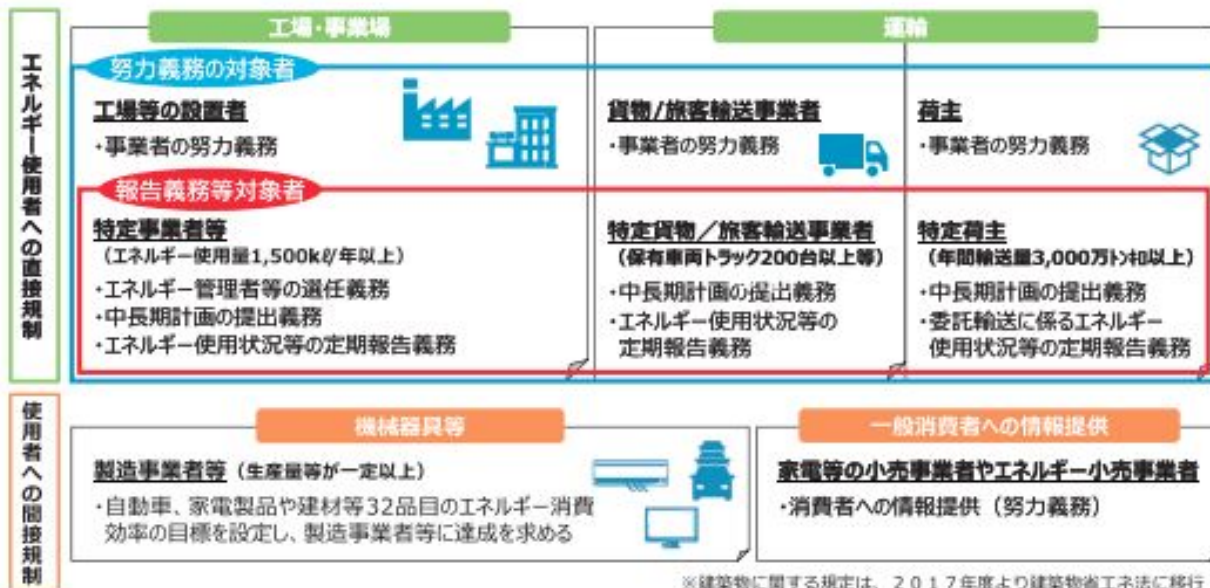 エネルギー使用者への直接規制
工場・事業場
運輸
努力義務の対象者
工場等の設置者
・事業者の努力義務
貨物/旅客輸送事業者
・事業者の努力義務
荷主
・事業者の努力義務
報告義務等対象者
特定事業者等
（エネルギー使用量1,500kℓ/年以上）
・エネルギー管理者等の選任義務
・中長期計画の提出義務
・エネルギー使用状況等の定期報告義務
特定貨物／旅客輸送事業者
（保有車両トラック200台以上等）
・中長期計画の提出義務
・エネルギー使用状況等の
定期報告義務
特定荷主
（年間輸送量3,000万㌧㌔以上）
・中長期計画の提出義務
・委託輸送に係るエネルギー
使用状況等の定期報告義務
使用者への間接規制
機械器具等
製造事業者等（生産量等が一定以上）
・自動車、家電製品や建材等32品目のエネルギー消費
効率の目標を設定し、製造事業者等に達成を求める
一般消費者への情報提供
家電等の小売事業者やエネルギー小売事業者
・消費者への情報提供（努力義務）
※建築物に関する規定は、２０１７年度より建築物省エネ法に移行